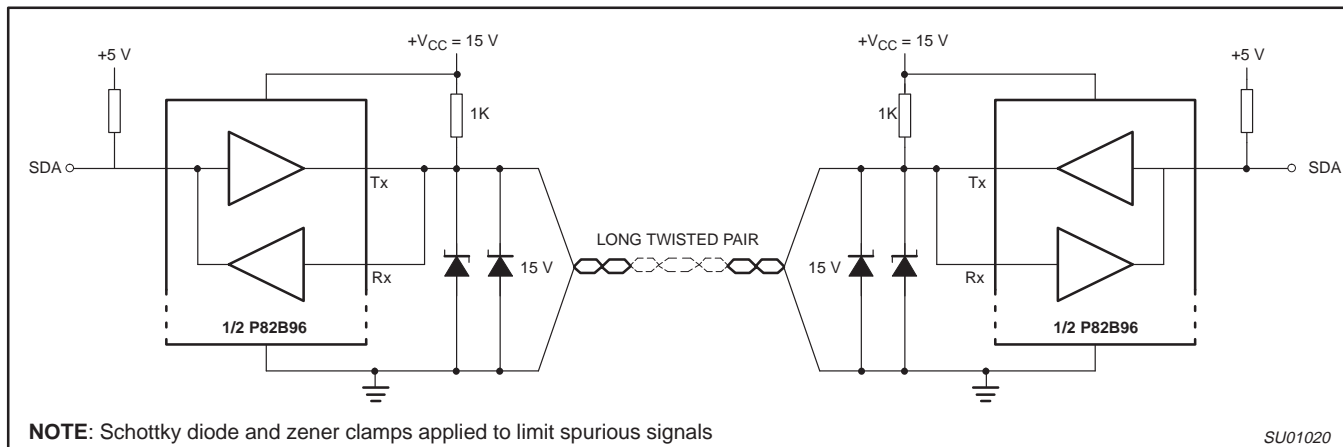 +VCC = 15 V
+VCC = 15 V
+5 V
+5 V
1K
1K
SDA
Tx
Tx
SDA
LONG TWISTED PAIR
Rx
15 V
15 V
Rx
1/2 P82B96
1/2 P82B96
NOTE: Schottky diode and zener clamps applied to limit spurious signals
SU01020